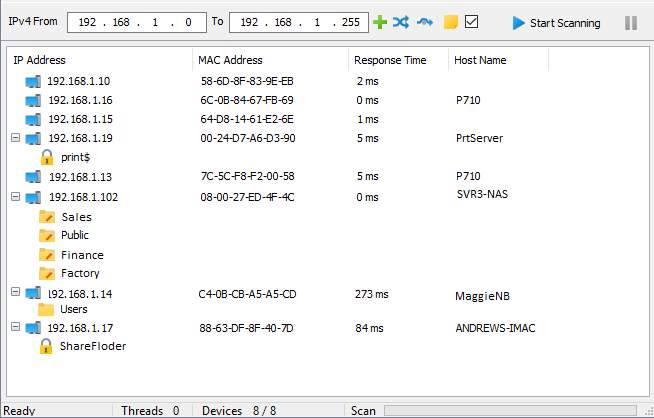 IPv4 From 192 . 168 . 1 . 0 To 192 . 168 . 1 . 255 Start Scanning
IP Address MAC Address Response Time Host Name
192.168.1.10 58-6D-8F-83-9E-EB 2 ms
192.168.1.16 6C-0B-84-67-FB-69 0 ms P710
192.168.1.15 64-D8-14-61-E2-6E 1 ms
192.168.1.19 00-24-D7-A6-D3-90 5 ms PrtServer
print$
192.168.1.13 7C-5C-F8-F2-00-58 5 ms P710
192.168.1.102 08-00-27-ED-4F-4C 0 ms SVR3-NAS
Sales
Public
Finance
Factory
192.168.1.14 C4-0B-CB-A5-A5-CD 273 ms MaggieNB
Users
192.168.1.17 88-63-DF-8F-40-7D 84 ms ANDREWS-IMAC
ShareFloder
Ready Threads 0 Devices 8 / 8 Scan